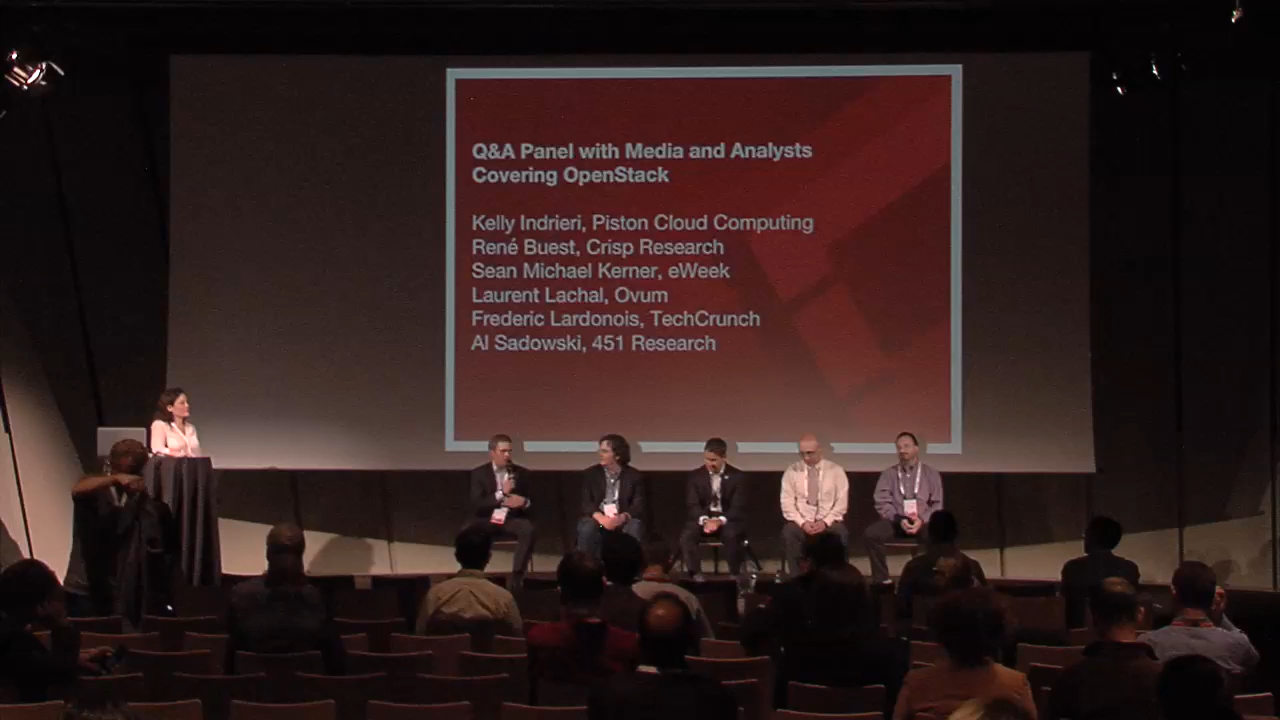 Q&A Panel with Media and Analysts
Covering OpenStack
Kelly Indrieri, Piston Cloud Computing
René Buest, Crisp Research
Sean Michael Kerner, eWeek
Laurent Lachal, Ovum
Frederic Lardonois, TechCrunch
Al Sadowski, 451 Research